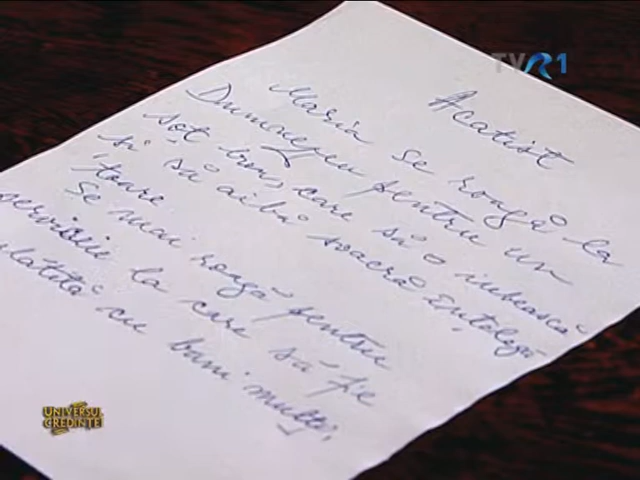 TVR1
Acatist
Maria se roagă la
Dumnezeu pentru un
soț bun, care să o iubească
și să aibă soacră înțelegă
toare
Se mai roagă pentru
serviciu la care să fie
plătită cu bani mulți.
UNIVERSUL
CREDINȚEI